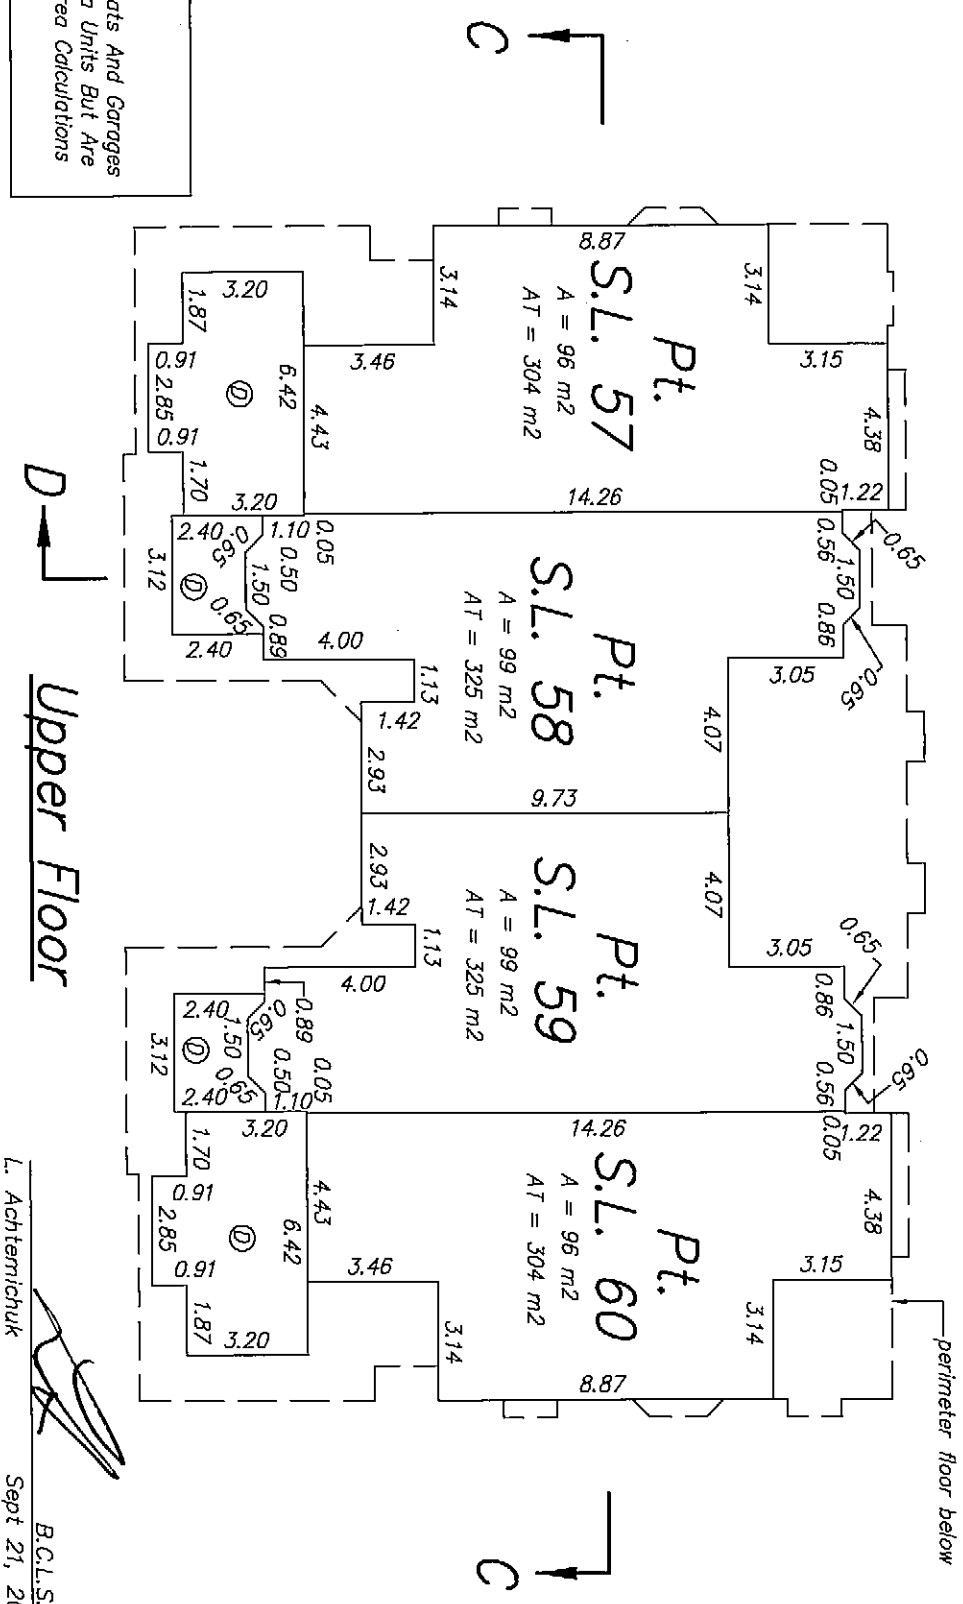 C
ats And Garages
a Units But Are
rea Calculations
perimeter floor below
Pt.
S.L. 57
A = 96 m2
AT = 304 m2
8.87
3.14
3.14
3.15
4.38
1.22
0.05
3.46
4.43
6.42
3.20
1.87
0.91
2.85
0.91
1.70
3.20
D
14.26
Pt.
S.L. 58
A = 99 m2
AT = 325 m2
0.65
0.56
1.50
0.86
0.65
3.05
4.07
0.05
1.10
0.50
2.40
0.65
1.50
0.65
0.89
3.12
D
2.40
4.00
1.13
1.42
2.93
9.73
Pt.
S.L. 59
A = 99 m2
AT = 325 m2
4.07
3.05
0.65
0.86
1.50
0.65
0.56
0.05
2.93
1.42
1.13
4.00
0.89
0.65
2.40
1.50
0.50
0.65
0.05
1.10
2.40
3.12
D
14.26
Pt.
S.L. 60
A = 96 m2
AT = 304 m2
1.22
4.38
3.15
3.14
8.87
3.14
3.46
4.43
6.42
3.20
1.70
0.91
2.85
0.91
1.87
3.20
D
C
D
Upper Floor
L. Achtemichuk
B.C.L.S.
Sept 21, 2